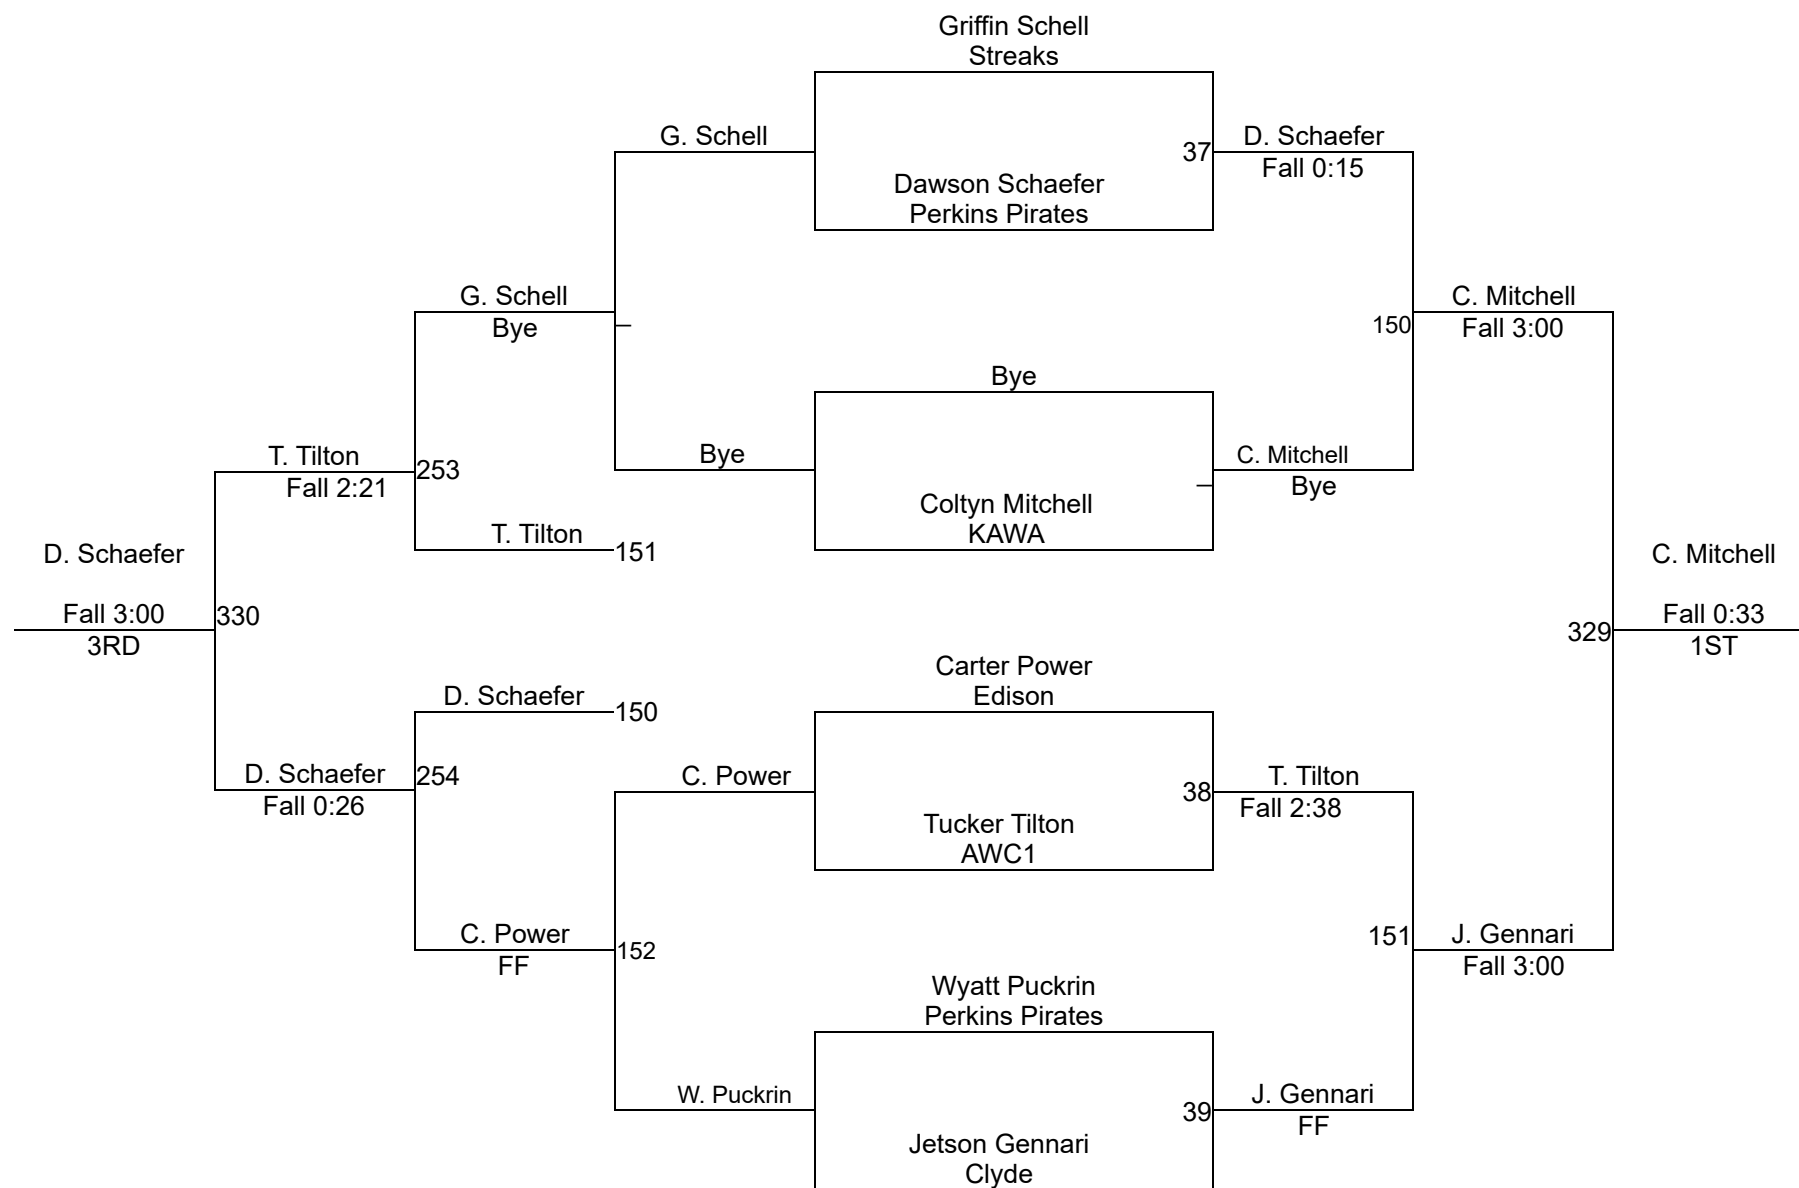 Griffin Schell
Streaks
G. Schell
37
D. Schaefer
Fall 0:15
Dawson Schaefer
Perkins Pirates
G. Schell
Bye
–
150
C. Mitchell
Fall 3:00
Bye
T. Tilton
Fall 2:21
253
Bye
C. Mitchell
Bye
–
Coltyn Mitchell
KAWA
T. Tilton
151
D. Schaefer
Fall 3:00
3RD
330
329
C. Mitchell
Fall 0:33
1ST
Carter Power
Edison
D. Schaefer
150
D. Schaefer
Fall 0:26
254
C. Power
38
T. Tilton
Fall 2:38
Tucker Tilton
AWC1
C. Power
FF
152
151
J. Gennari
Fall 3:00
Wyatt Puckrin
Perkins Pirates
W. Puckrin
39
J. Gennari
FF
Jetson Gennari
Clyde